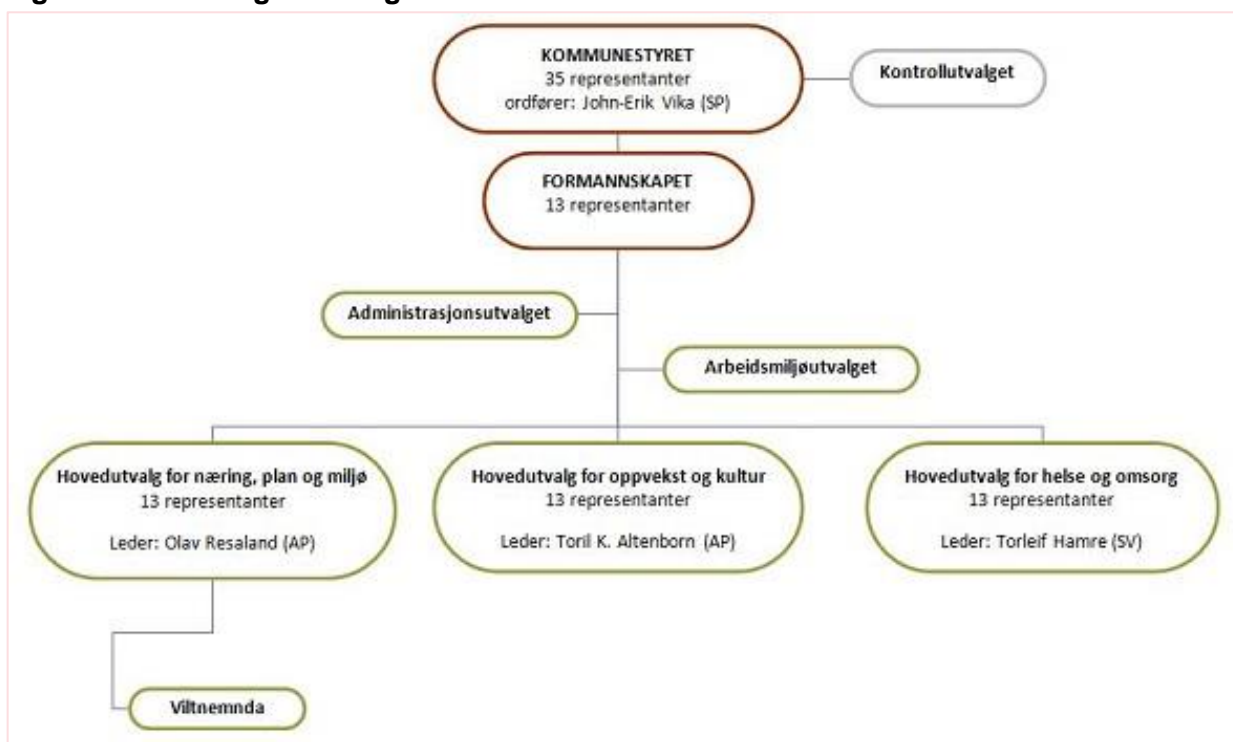 KOMMUNESTYRET
35 representanter
ordfører: John-Erik Vika (SP)
Kontrollutvalget
FORMANNSKAPET
13 representanter
Administrasjonsutvalget
Arbeidsmiljøutvalget
Hovedutvalg for næring, plan og miljø
13 representanter
Leder: Olav Resaland (AP)
Hovedutvalg for oppvekst og kultur
13 representanter
Leder: Toril K. Altenborn (AP)
Hovedutvalg for helse og omsorg
13 representanter
Leder: Torleif Hamre (SV)
Viltnemnda